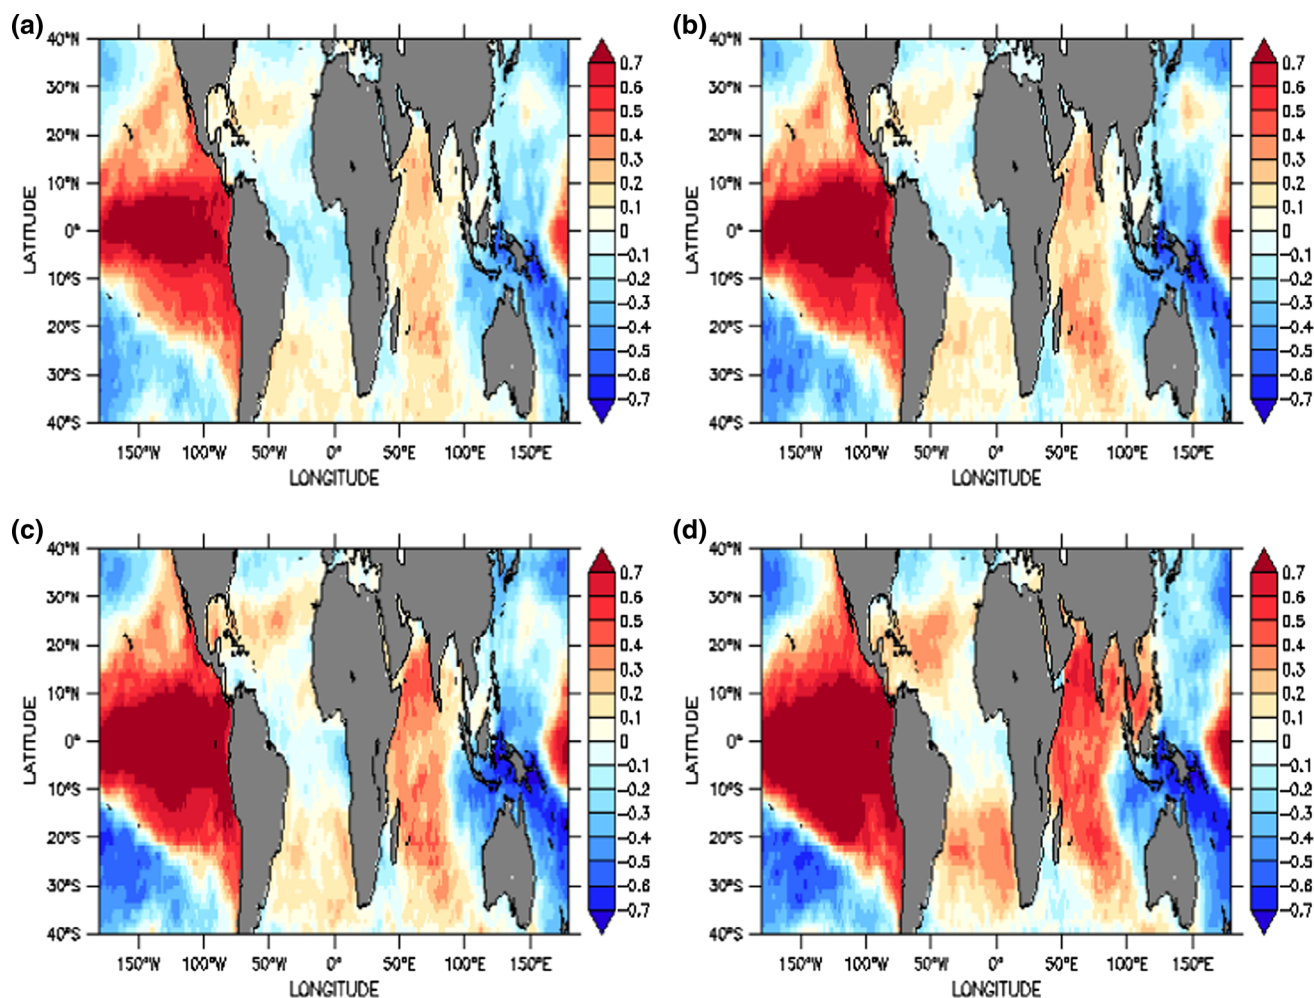 (a)
40°N
30°N
20°N
10°N
0°
10°S
20°S
30°S
40°S
LATITUDE
150°W 100°W 50°W 0° 50°E 100°E 150°E
LONGITUDE
0.7
0.6
0.5
0.4
0.3
0.2
0.1
0
−0.1
−0.2
−0.3
−0.4
−0.5
−0.6
−0.7
(b)
40°N
30°N
20°N
10°N
0°
10°S
20°S
30°S
40°S
LATITUDE
150°W 100°W 50°W 0° 50°E 100°E 150°E
LONGITUDE
0.7
0.6
0.5
0.4
0.3
0.2
0.1
0
−0.1
−0.2
−0.3
−0.4
−0.5
−0.6
−0.7
(c)
40°N
30°N
20°N
10°N
0°
10°S
20°S
30°S
40°S
LATITUDE
150°W 100°W 50°W 0° 50°E 100°E 150°E
LONGITUDE
0.7
0.6
0.5
0.4
0.3
0.2
0.1
0
−0.1
−0.2
−0.3
−0.4
−0.5
−0.6
−0.7
(d)
40°N
30°N
20°N
10°N
0°
10°S
20°S
30°S
40°S
LATITUDE
150°W 100°W 50°W 0° 50°E 100°E 150°E
LONGITUDE
0.7
0.6
0.5
0.4
0.3
0.2
0.1
0
−0.1
−0.2
−0.3
−0.4
−0.5
−0.6
−0.7